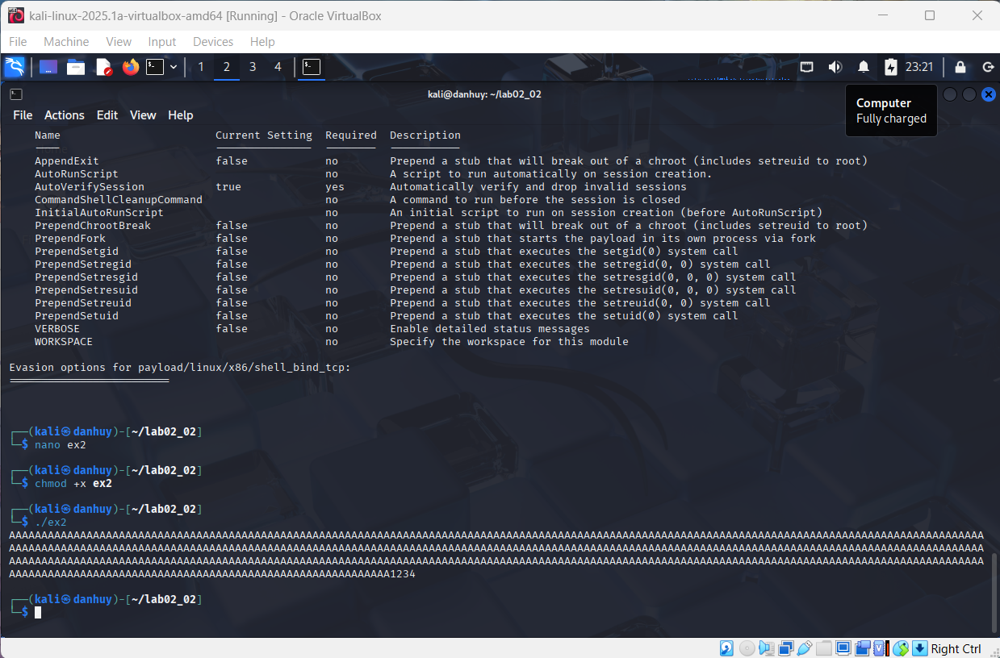 kali-linux-2025.1a-virtualbox-amd64 [Running] - Oracle VirtualBox
File Machine View Input Devices Help
1 2 3 4 23:21
kali@danhuy: ~/lab02_02
Computer
Fully charged
File Actions Edit View Help
Name Current Setting Required Description
AppendExit false no Prepend a stub that will break out of a chroot (includes setreuid to root)
AutoRunScript no A script to run automatically on session creation.
AutoVerifySession true yes Automatically verify and drop invalid sessions
CommandShellCleanupCommand no A command to run before the session is closed
InitialAutoRunScript no An initial script to run on session creation (before AutoRunScript)
PrependChrootBreak false no Prepend a stub that will break out of a chroot (includes setreuid to root)
PrependFork false no Prepend a stub that starts the payload in its own process via fork
PrependSetgid false no Prepend a stub that executes the setgid(0) system call
PrependSetregid false no Prepend a stub that executes the setregid(0, 0) system call
PrependSetresgid false no Prepend a stub that executes the setresgid(0, 0, 0) system call
PrependSetresuid false no Prepend a stub that executes the setresuid(0, 0, 0) system call
PrependSetreuid false no Prepend a stub that executes the setreuid(0, 0) system call
PrependSetuid false no Prepend a stub that executes the setuid(0) system call
VERBOSE false no Enable detailed status messages
WORKSPACE no Specify the workspace for this module
Evasion options for payload/linux/x86/shell_bind_tcp:
┌──(kali㉿danhuy)-[~/lab02_02]
└─$ nano ex2
┌──(kali㉿danhuy)-[~/lab02_02]
└─$ chmod +x ex2
┌──(kali㉿danhuy)-[~/lab02_02]
└─$ ./ex2
AAAAAAAAAAAAAAAAAAAAAAAAAAAAAAAAAAAAAAAAAAAAAAAAAAAAAAAAAAAAAAAAAAAAAAAAAAAAAAAAAAAAAAAAAAAAAAAAAAAAAAAAAAAAAAAAAAAAAAAAAAAAAAAAAAAAAAAAAAAAAAAAAAAAAAA
AAAAAAAAAAAAAAAAAAAAAAAAAAAAAAAAAAAAAAAAAAAAAAAAAAAAAAAAAAAAAAAAAAAAAAAAAAAAAAAAAAAAAAAAAAAAAAAAAAAAAAAAAAAAAAAAAAAAAAAAAAAAAAAAAAAAAAAAAAAAAAAAAAAAAAA
AAAAAAAAAAAAAAAAAAAAAAAAAAAAAAAAAAAAAAAAAAAAAAAAAAAAAAAAAAAAAAAAAAAAAAAAAAAAAAAAAAAAAAAAAAAAAAAAAAAAAAAAAAAAAAAAAAAAAAAAAAAAAAAAAAAAAAAAAAAAAAAAAAAAAAA
AAAAAAAAAAAAAAAAAAAAAAAAAAAAAAAAAAAAAAAAAAAAAAAAAAAAAAAAAAA1234
┌──(kali㉿danhuy)-[~/lab02_02]
└─$
Right Ctrl